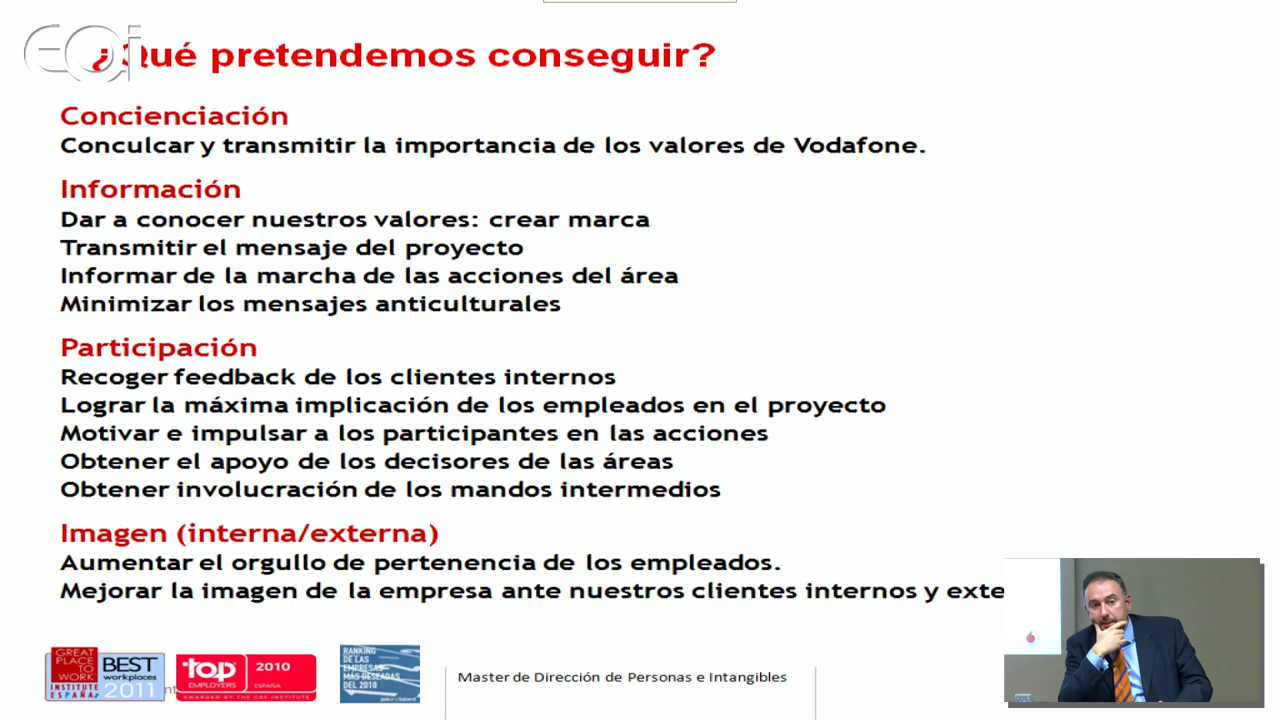 eoi
¿Qué pretendemos conseguir?
Concienciación
Conculcar y transmitir la importancia de los valores de Vodafone.
Información
Dar a conocer nuestros valores: crear marca
Transmitir el mensaje del proyecto
Informar de la marcha de las acciones del área
Minimizar los mensajes anticulturales
Participación
Recoger feedback de los clientes internos
Lograr la máxima implicación de los empleados en el proyecto
Motivar e impulsar a los participantes en las acciones
Obtener el apoyo de los decisores de las áreas
Obtener involucración de los mandos intermedios
Imagen (interna/externa)
Aumentar el orgullo de pertenencia de los empleados.
Mejorar la imagen de la empresa ante nuestros clientes internos y exte
GREAT
PLACE
TO
WORK
INSTITUTE
ESPAÑA
BEST
workplaces
2011
top
EMPLOYERS
2010
ESPAÑA
AWARDED BY THE CRF INSTITUTE
RANKING
DE LAS
EMPRESAS
MÁS DESEADAS
DEL 2010
Master de Dirección de Personas e Intangibles